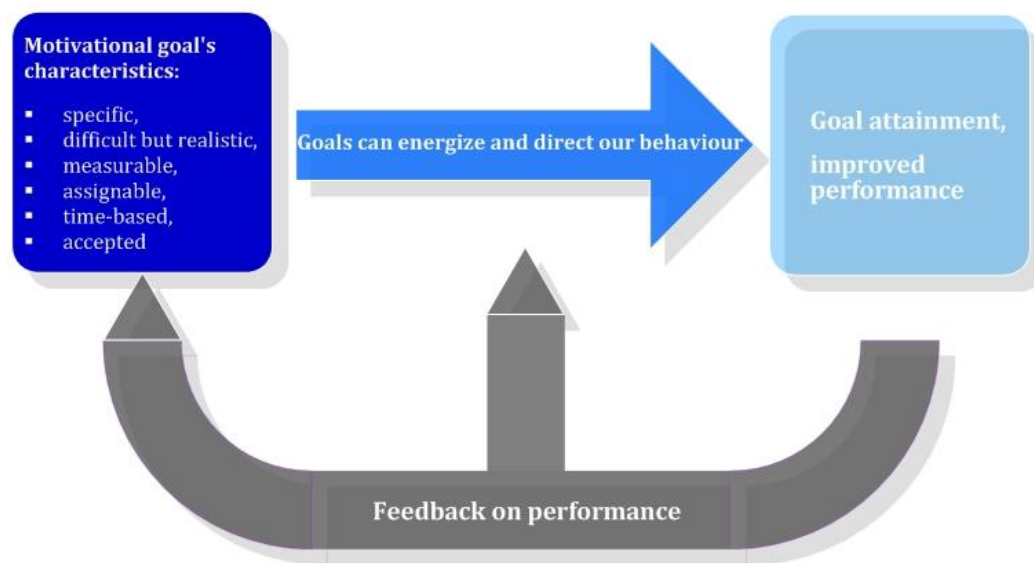 Motivational goal's
characteristics:
▪ specific,
▪ difficult but realistic,
▪ measurable,
▪ assignable,
▪ time-based,
▪ accepted
Goals can energize and direct our behaviour
Goal attainment,
improved
performance
Feedback on performance